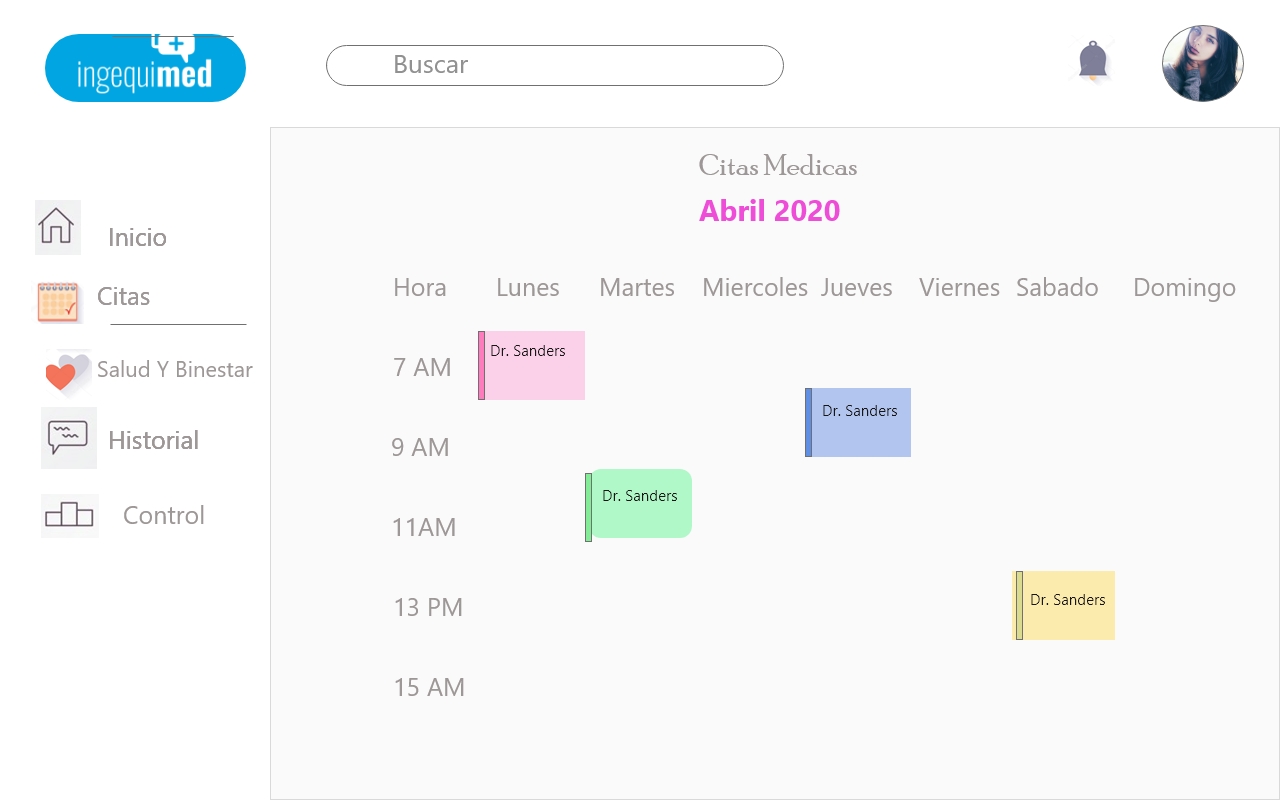 ingequimed
Buscar
Citas Medicas
Abril 2020
Inicio
Citas
Salud Y Binestar
Historial
Control
Hora Lunes Martes Miercoles Jueves Viernes Sabado Domingo
7 AM
Dr. Sanders
Dr. Sanders
9 AM
Dr. Sanders
11AM
Dr. Sanders
13 PM
15 AM